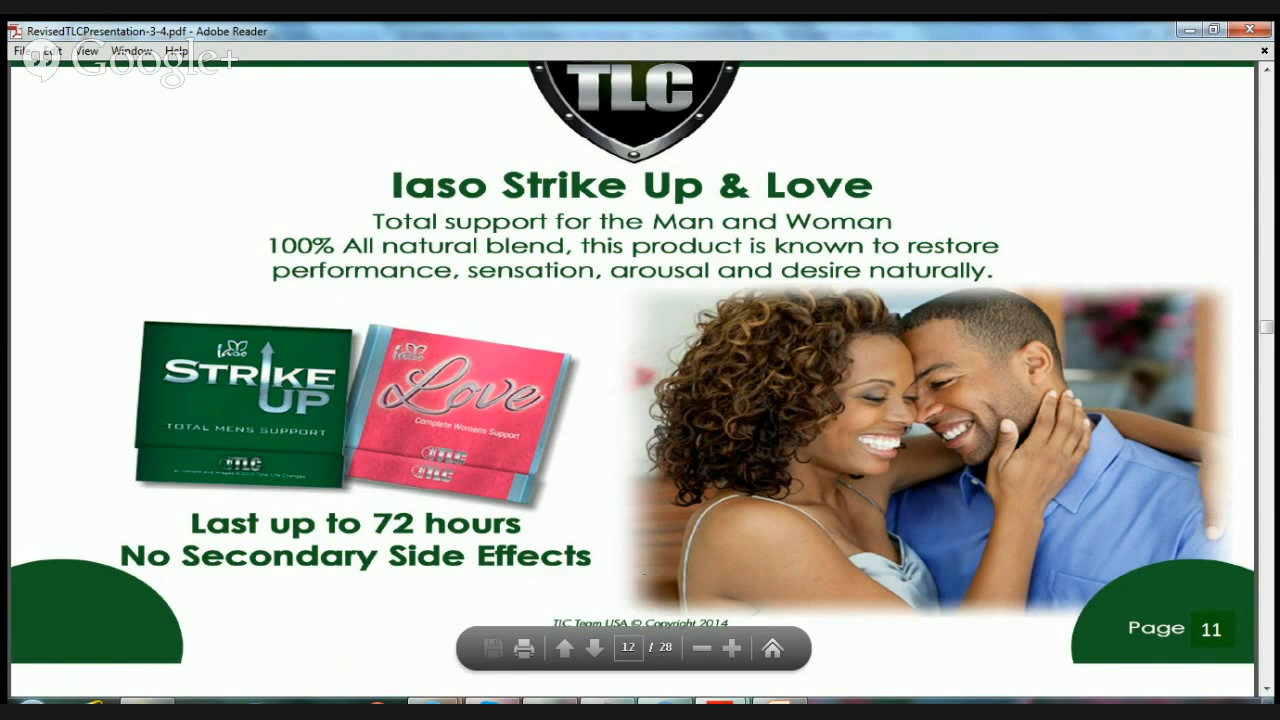 RevisedTLCPresentation-3-4.pdf - Adobe Reader
File Edit View Window Help
Google+
TLC
Iaso Strike Up & Love
Total support for the Man and Woman
100% All natural blend, this product is known to restore
performance, sensation, arousal and desire naturally.
Iaso
STRIKE
UP
TOTAL MENS SUPPORT
TLC
Iaso
Love
Complete Womens Support
TLC
TLC
Last up to 72 hours
No Secondary Side Effects
TLC Team USA © Copyright 2014
Page 11
12 / 28